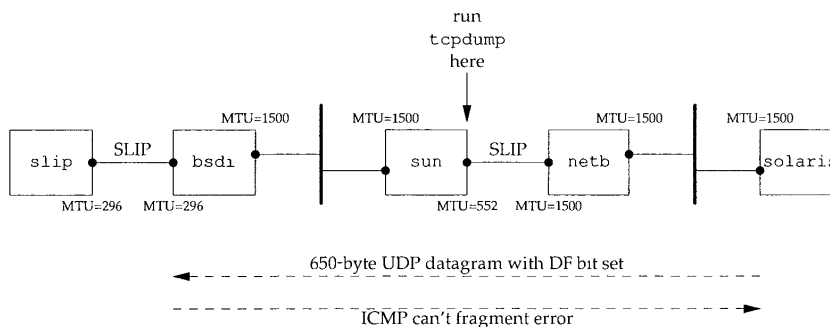 run
tcpdump
here
MTU=1500
MTU=1500
MTU=1500
MTU=1500
slip
SLIP
bsdi
sun
SLIP
netb
solaris
MTU=296
MTU=296
MTU=552
MTU=1500
650-byte UDP datagram with DF bit set
ICMP can't fragment error